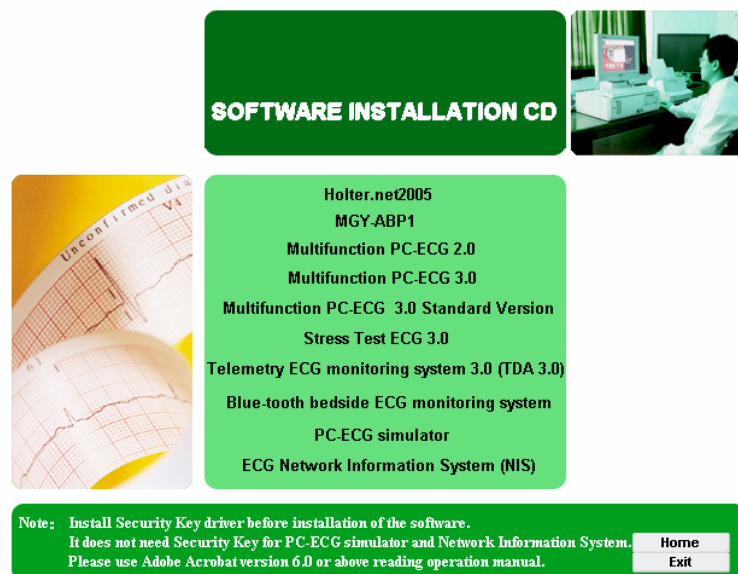 SOFTWARE INSTALLATION CD
Unconfirmed dia
V4
Holter.net2005
MGY-ABP1
Multifunction PC-ECG 2.0
Multifunction PC-ECG 3.0
Multifunction PC-ECG 3.0 Standard Version
Stress Test ECG 3.0
Telemetry ECG monitoring system 3.0 (TDA 3.0)
Blue-tooth bedside ECG monitoring system
PC-ECG simulator
ECG Network Information System (NIS)
Note: Install Security Key driver before installation of the software.
It does not need Security Key for PC-ECG simulator and Network Information System.
Please use Adobe Acrobat version 6.0 or above reading operation manual.
Home
Exit